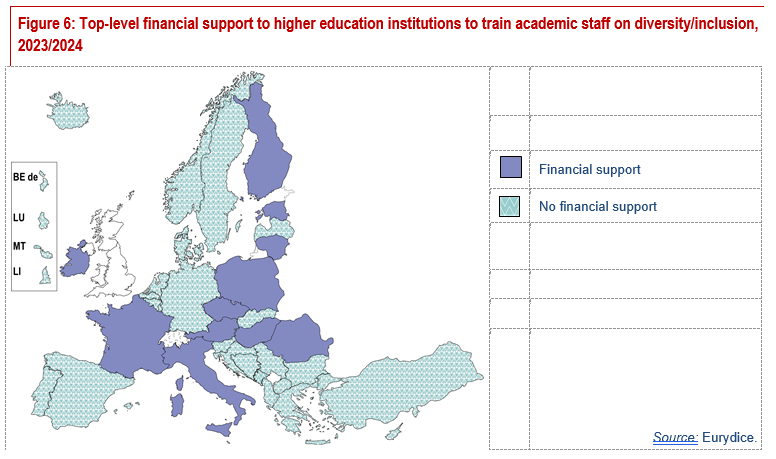 Figure 6: Top-level financial support to higher education institutions to train academic staff on diversity/inclusion,
2023/2024
BE de
LU
MT
LI
Financial support
No financial support
Source: Eurydice.